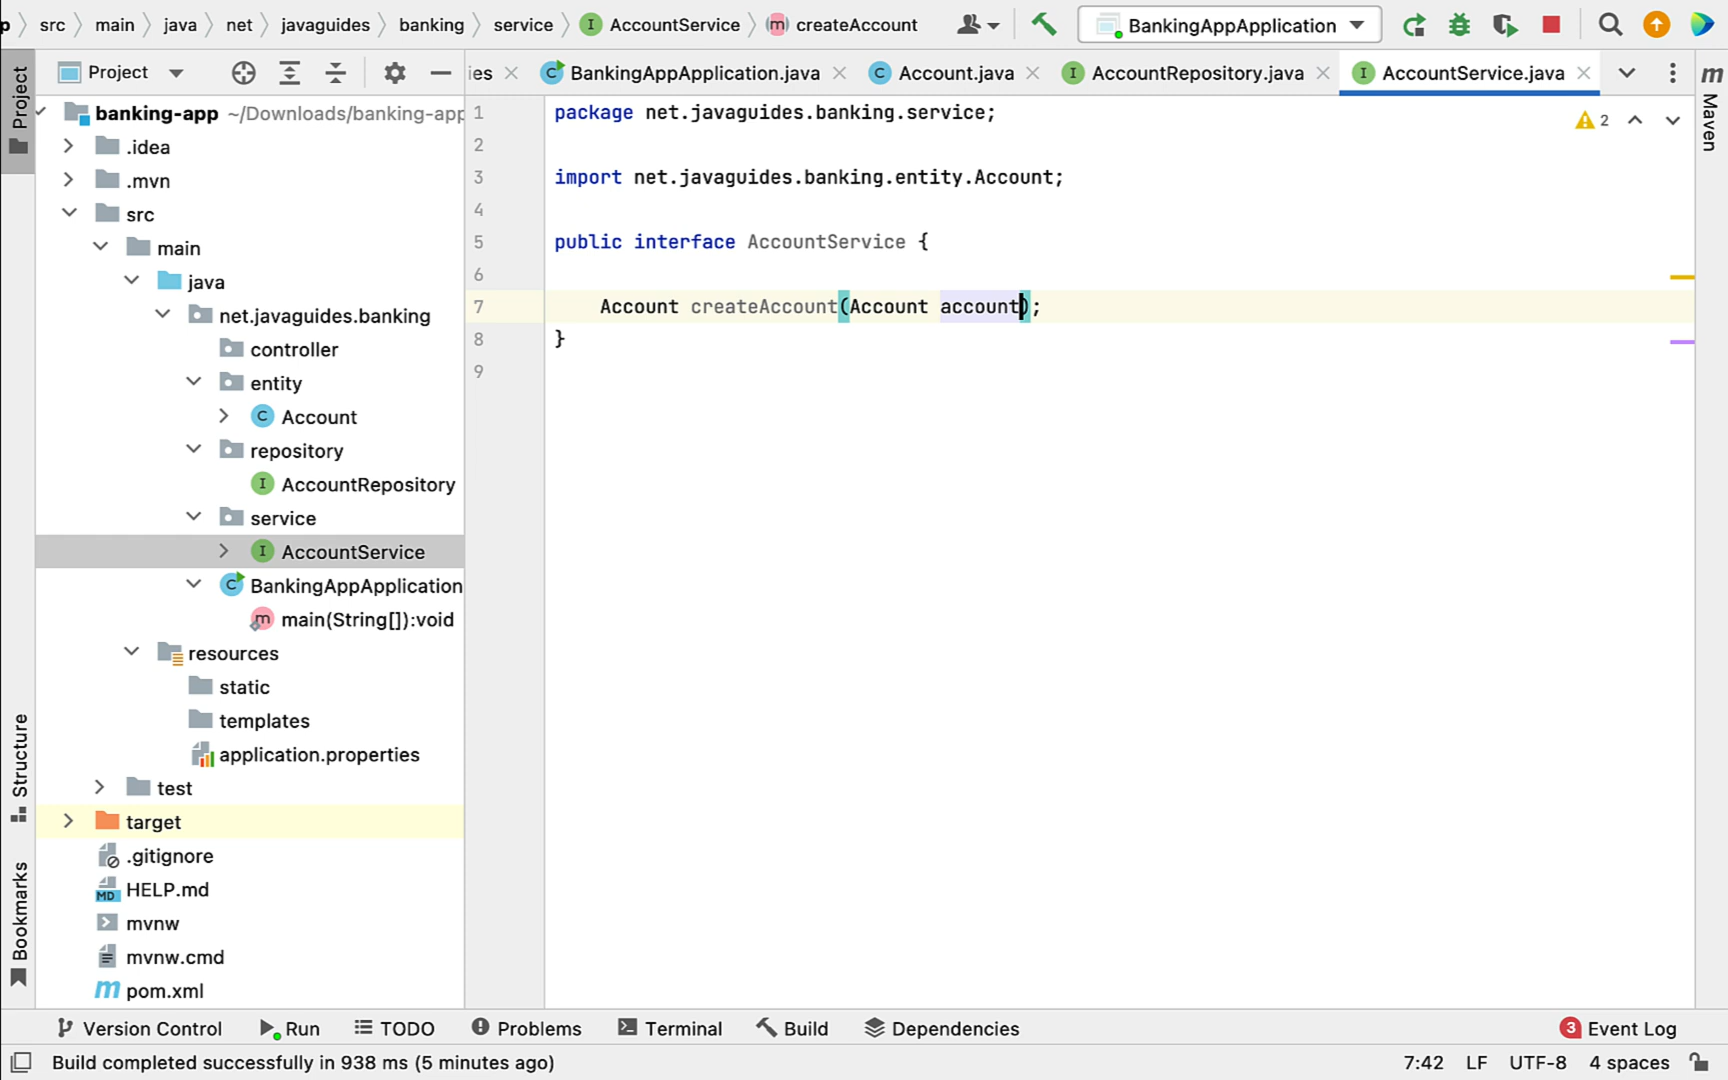 p src main java net javaguides banking service I AccountService m createAccount BankingAppApplication
Project
ies BankingAppApplication.java Account.java AccountRepository.java AccountService.java
Project
banking-app ~/Downloads/banking-app
.idea
.mvn
src
main
java
net.javaguides.banking
controller
entity
C Account
repository
I AccountRepository
service
I AccountService
C BankingAppApplication
m main(String[]):void
resources
static
templates
application.properties
test
target
.gitignore
MD HELP.md
mvnw
mvnw.cmd
m pom.xml
1 package net.javaguides.banking.service;
2
3 import net.javaguides.banking.entity.Account;
4
5 public interface AccountService {
6
7 Account createAccount(Account account);
8 }
9
2
m Maven
Structure
Bookmarks
Version Control Run TODO Problems Terminal Build Dependencies 3 Event Log
Build completed successfully in 938 ms (5 minutes ago) 7:42 LF UTF-8 4 spaces